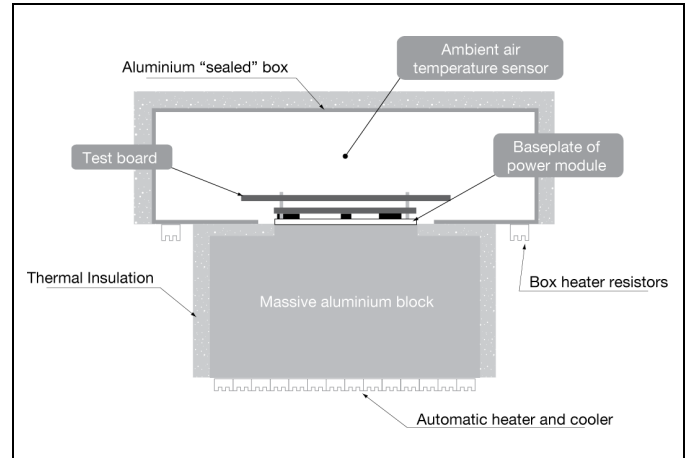 Ambient air
temperature sensor
Aluminium “sealed” box
Baseplate of
power module
Test board
Thermal Insulation
Box heater resistors
Massive aluminium block
Automatic heater and cooler